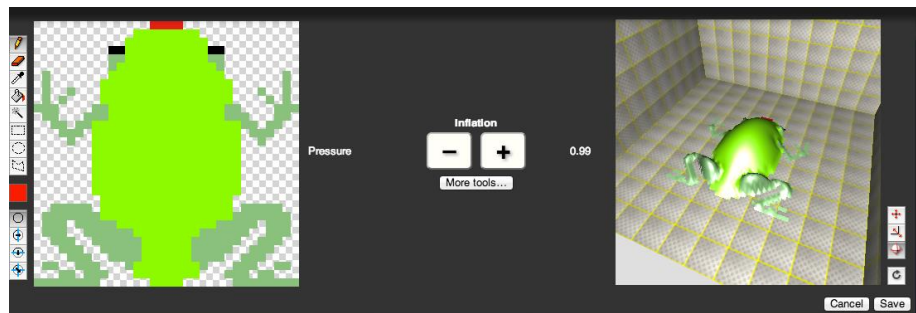 Inflation
Pressure
− + 0.99
More tools...
Cancel Save